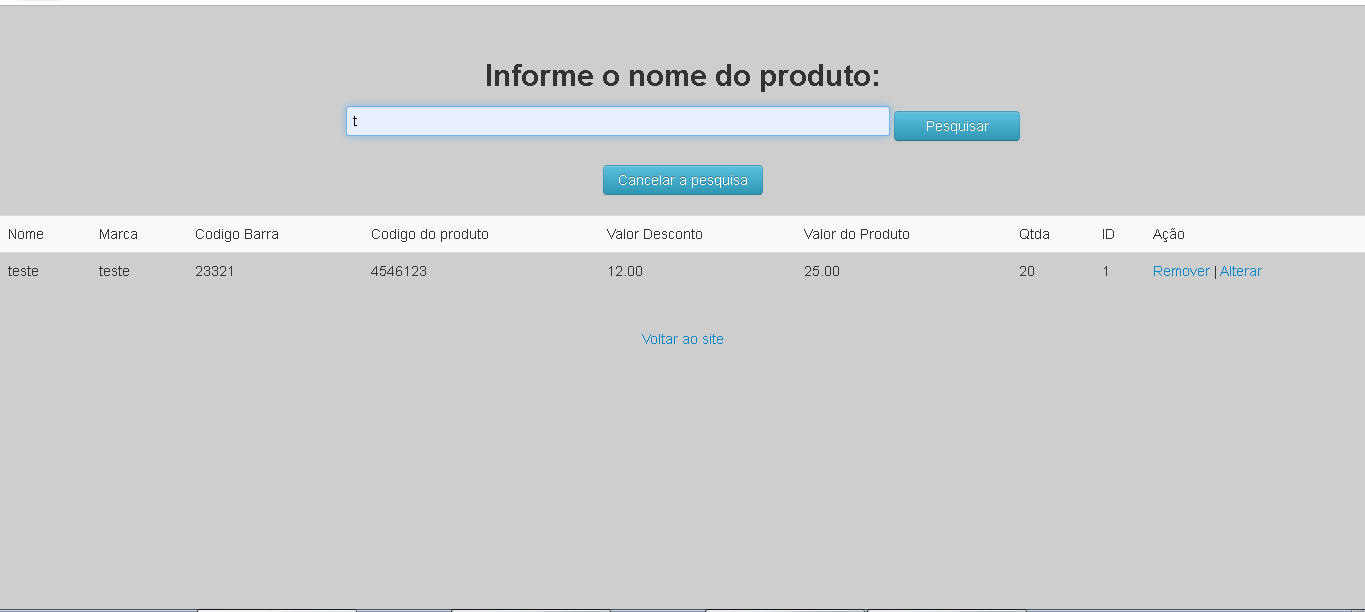 Informe o nome do produto:
t
Pesquisar
Cancelar a pesquisa
Nome Marca Codigo Barra Codigo do produto Valor Desconto Valor do Produto Qtda ID Ação
teste teste 23321 4546123 12.00 25.00 20 1 Remover | Alterar
Voltar ao site